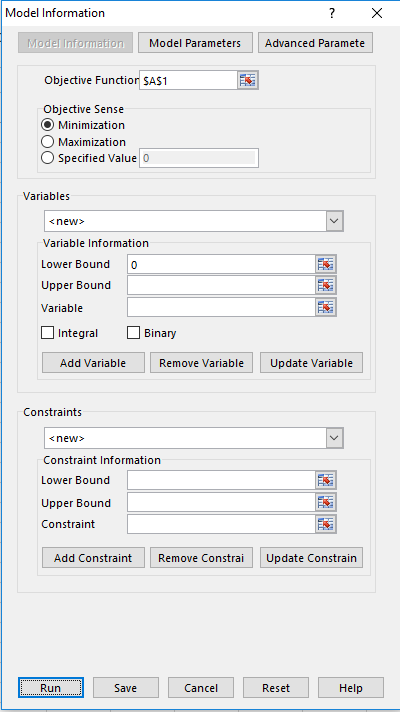 Model Information ?
Model Information Model Parameters Advanced Paramete
Objective Function $A$1
Objective Sense
Minimization
Maximization
Specified Value 0
Variables
<new>
Variable Information
Lower Bound 0
Upper Bound
Variable
Integral Binary
Add Variable Remove Variable Update Variable
Constraints
<new>
Constraint Information
Lower Bound
Upper Bound
Constraint
Add Constraint Remove Constrai Update Constrain
Run Save Cancel Reset Help